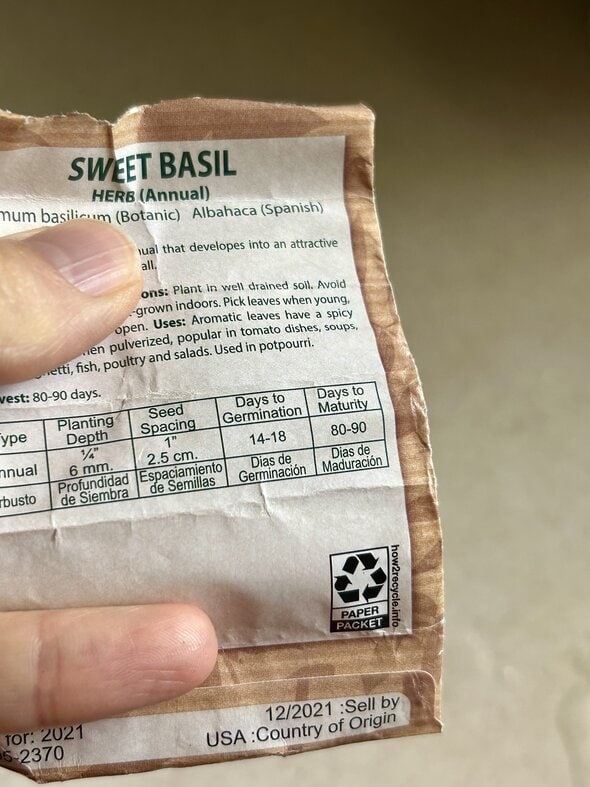 SWEET BASIL
HERB (Annual)
mum basilicum (Botanic) Albahaca (Spanish)
ual that developes into an attractive
all.
ons: Plant in well drained soil. Avoid
-grown indoors. Pick leaves when young,
open. Uses: Aromatic leaves have a spicy
hen pulverized, popular in tomato dishes, soups,
hetti, fish, poultry and salads. Used in potpourri.
vest: 80-90 days.
ype Planting Depth Seed Spacing Days to Germination Days to Maturity
nnual ¼" 6 mm. 1" 2.5 cm. 14-18 80-90
rbusto Profundidad de Siembra Espaciamiento de Semillas Dias de Germinación Dias de Maduración
PAPER
PACKET
how2recycle.info
for: 2021 12/2021 :Sell by
5-2370 USA :Country of Origin